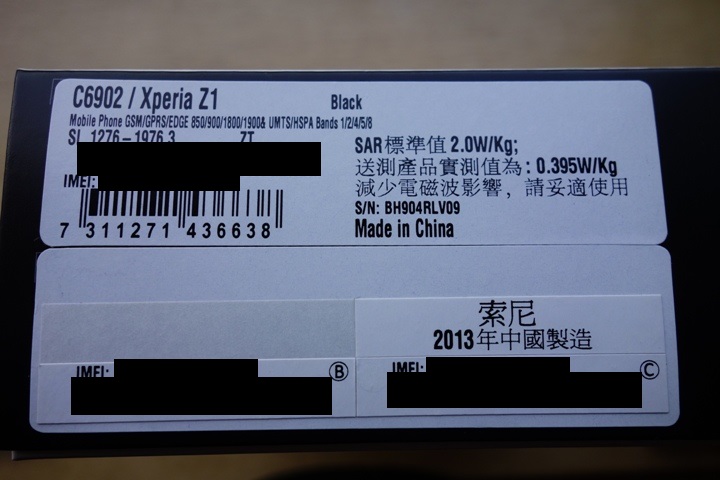 C6902 / Xperia Z1
Black
Mobile Phone GSM/GPRS/EDGE 850/900/1800/1900& UMTS/HSPA Bands 1/2/4/5/8
SI 1276-1976.3 ZT
IMEI:
7 311271 436638
SAR標準值 2.0W/Kg;
送測產品實測值為: 0.395W/Kg
減少電磁波影響, 請妥適使用
S/N: BH904RLV09
Made in China
索尼
2013年中國製造
IMEI: B
IMEI: C